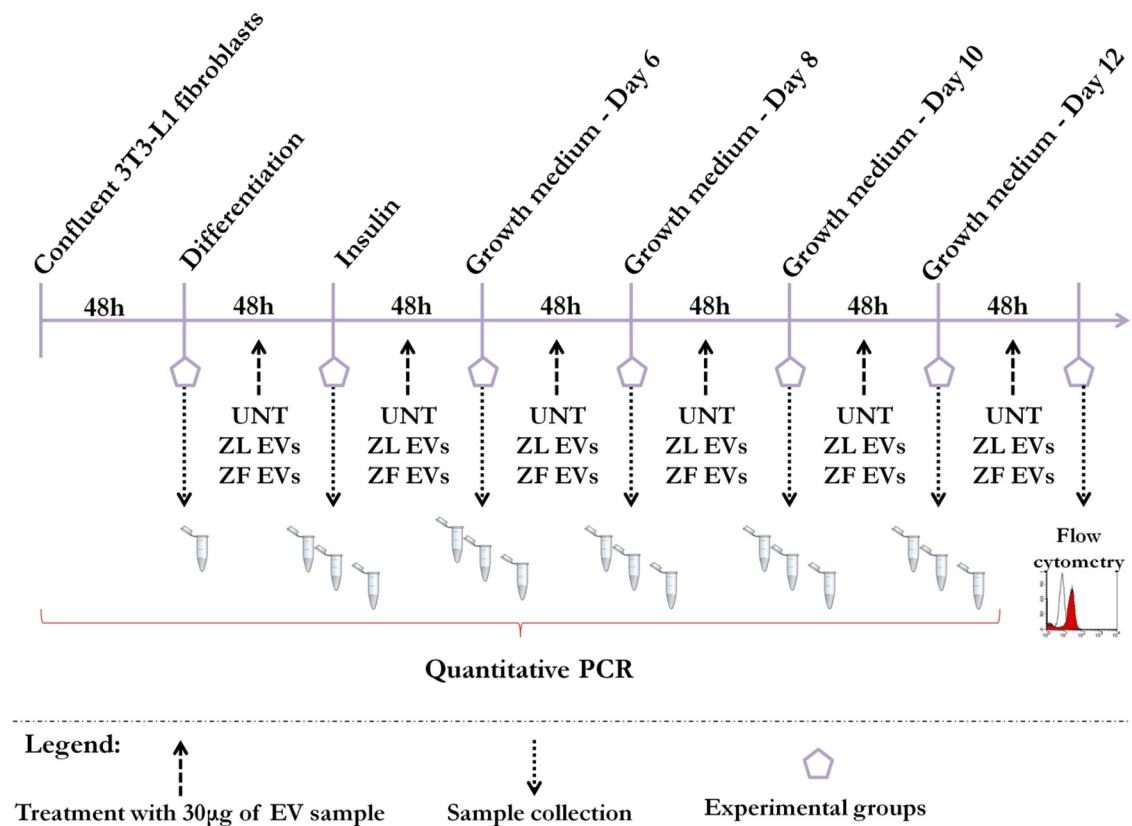 Confluent 3T3-L1 fibroblasts
Differentiation
Insulin
Growth medium - Day 6
Growth medium - Day 8
Growth medium - Day 10
Growth medium - Day 12
48h
48h
48h
48h
48h
48h
48h
UNT
ZL EVs
ZF EVs
UNT
ZL EVs
ZF EVs
UNT
ZL EVs
ZF EVs
UNT
ZL EVs
ZF EVs
UNT
ZL EVs
ZF EVs
UNT
ZL EVs
ZF EVs
Flow
cytometry
Quantitative PCR
Legend:
Treatment with 30µg of EV sample
Sample collection
Experimental groups